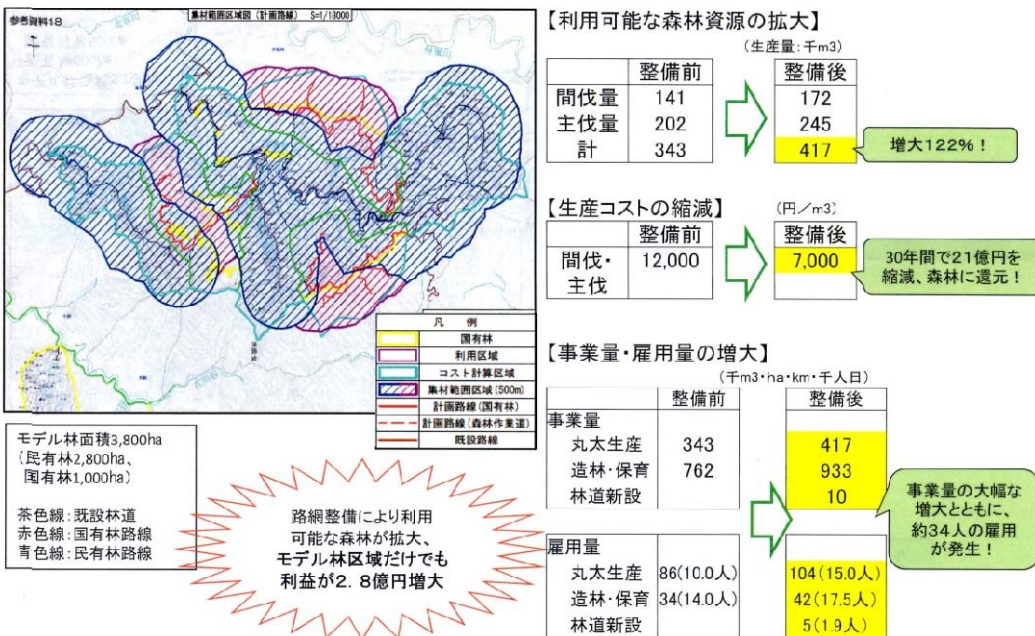 参考資料18
集材範囲区域図(計画路線) S=1/18000
凡 例
国有林
利用区域
コスト計算区域
集材範囲区域(500m)
計画路線(国有林)
計画路線(森林作業道)
既設路線
モデル林面積3,800ha
(民有林2,800ha、
国有林1,000ha)
茶色線:既設林道
赤色線:国有林路線
青色線:民有林路線
路網整備により利用
可能な森林が拡大、
モデル林区域だけでも
利益が2.8億円増大
【利用可能な森林資源の拡大】
(生産量:千m3)
整備前 整備後
間伐量 141 172
主伐量 202 245
計 343 417
増大122%!
【生産コストの縮減】
(円/m3)
整備前 整備後
間伐・ 12,000 7,000
主伐
30年間で21億円を
縮減、森林に還元!
【事業量・雇用量の増大】
(千m3・ha・km・千人日)
整備前 整備後
事業量
丸太生産 343 417
造林・保育 762 933
林道新設 10
事業量の大幅な
増大とともに、
約34人の雇用
が発生!
雇用量
丸太生産 86(10.0人) 104(15.0人)
造林・保育 34(14.0人) 42(17.5人)
林道新設 5(1.9人)